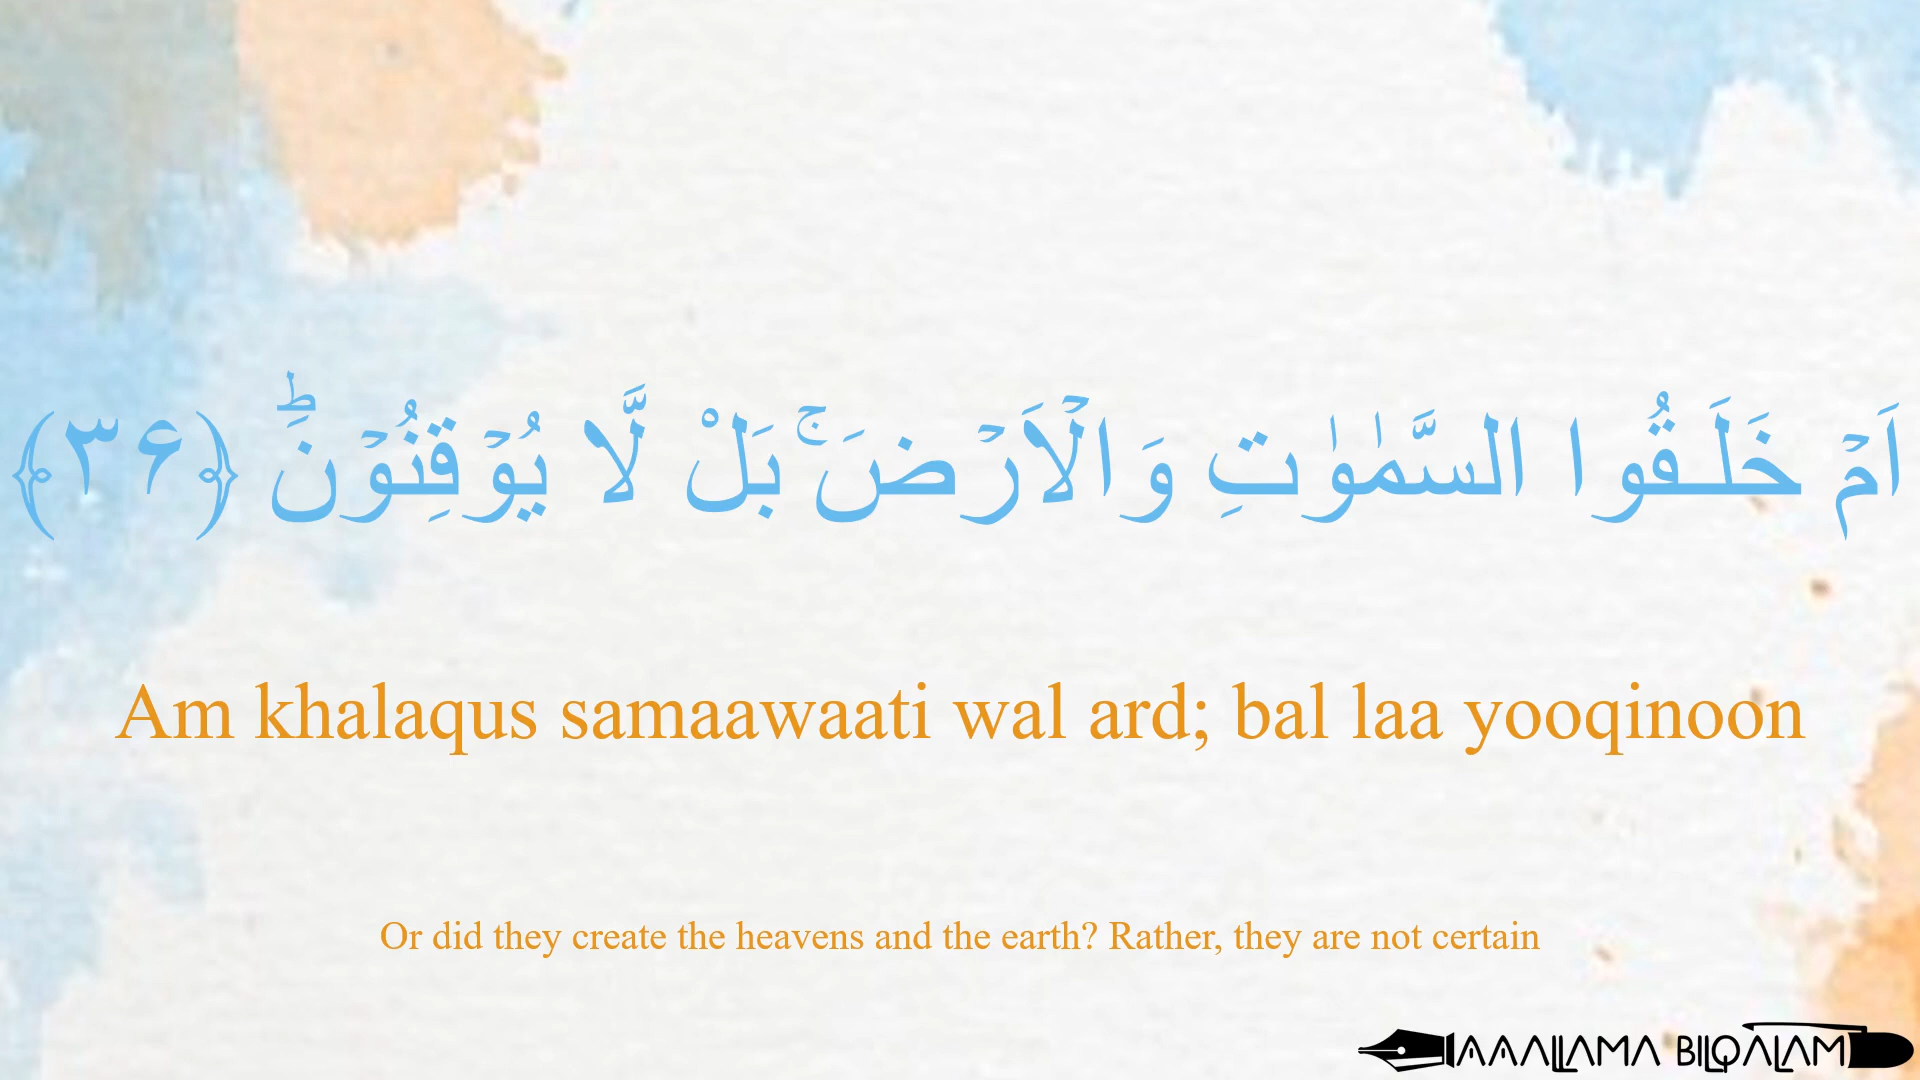 اَمۡ خَلَـقُوا السَّمٰوٰتِ وَالۡاَرۡضَ‌ۚ بَلْ لَّا يُوۡقِنُوۡنَؕ ﴿۳۶﴾
Am khalaqus samaawaati wal ard; bal laa yooqinoon
Or did they create the heavens and the earth? Rather, they are not certain
AAALLAMA BILQALAM